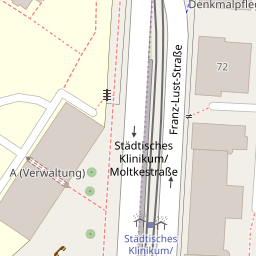 Denkmalpfleg
72
Franz-Lust-Straße
Städtisches
Klinikum/
Moltkestraße
A (Verwaltung)
Städtisches
Klinikum/